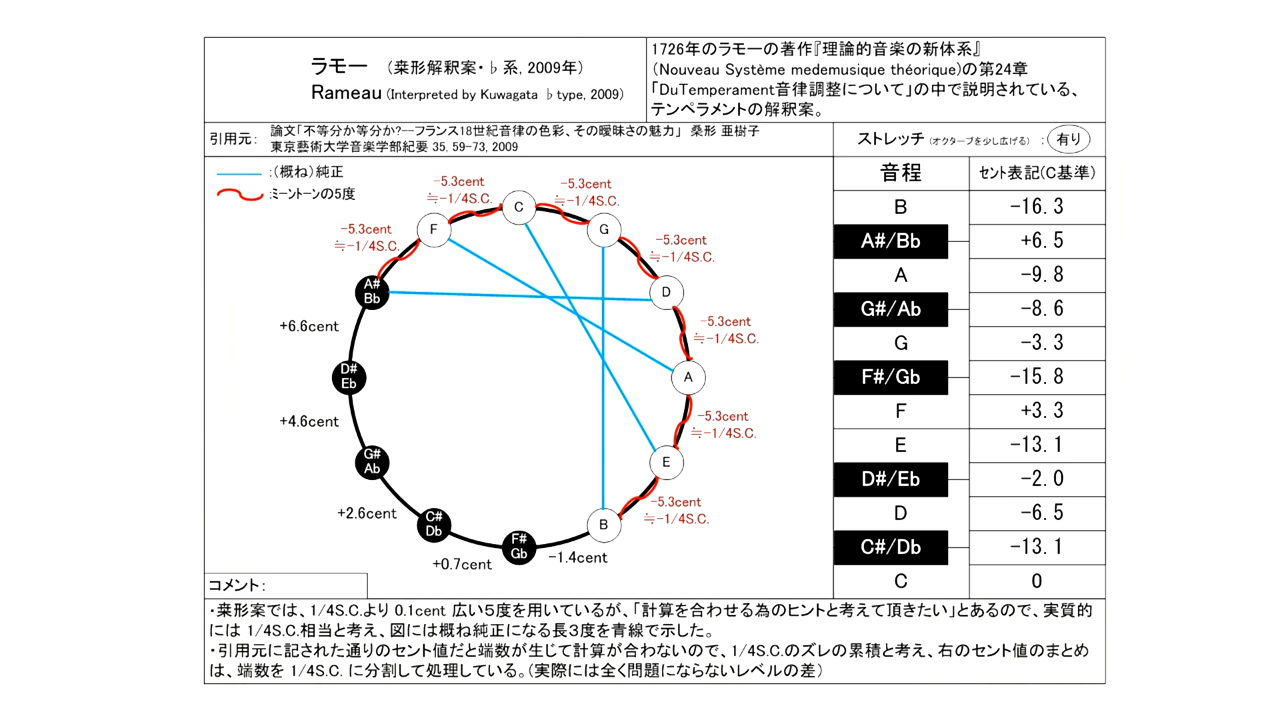 ラモー （桒形解釈案・♭系, 2009年）
Rameau (Interpreted by Kuwagata ♭type, 2009)
1726年のラモーの著作『理論的音楽の新体系』
（Nouveau Système medemusique théorique)の第24章
「DuTemperament音律調整について」の中で説明されている、
テンペラメントの解釈案。
引用元：
論文「不等分か等分か?--フランス18世紀音律の色彩、その曖昧さの魅力」 桑形 亜樹子
東京藝術大学音楽学部紀要 35, 59-73, 2009
ストレッチ（オクターブを少し広げる）：有り
:（概ね）純正
:ミーントーンの5度
音程 セント表記(C基準)
B -16.3
A#/Bb +6.5
A -9.8
G#/Ab -8.6
G -3.3
F#/Gb -15.8
F +3.3
E -13.1
D#/Eb -2.0
D -6.5
C#/Db -13.1
C 0
-5.3cent
≒-1/4S.C.
-5.3cent
≒-1/4S.C.
-5.3cent
≒-1/4S.C.
-5.3cent
≒-1/4S.C.
-5.3cent
≒-1/4S.C.
-5.3cent
≒-1/4S.C.
-5.3cent
≒-1/4S.C.
C
G
D
A
E
B
F#
Gb
C#
Db
G#
Ab
D#
Eb
A#
Bb
F
+6.6cent
+4.6cent
+2.6cent
+0.7cent
-1.4cent
コメント：
・桒形案では、1/4S.C.より 0.1cent 広い5度を用いているが、「計算を合わせる為のヒントと考えて頂きたい」とあるので、実質的
には 1/4S.C.相当と考え、図には概ね純正になる長3度を青線で示した。
・引用元に記された通りのセント値だと端数が生じて計算が合わないので、1/4S.C.のズレの累積と考え、右のセント値のまとめ
は、端数を 1/4S.C. に分割して処理している。（実際には全く問題にならないレベルの差）